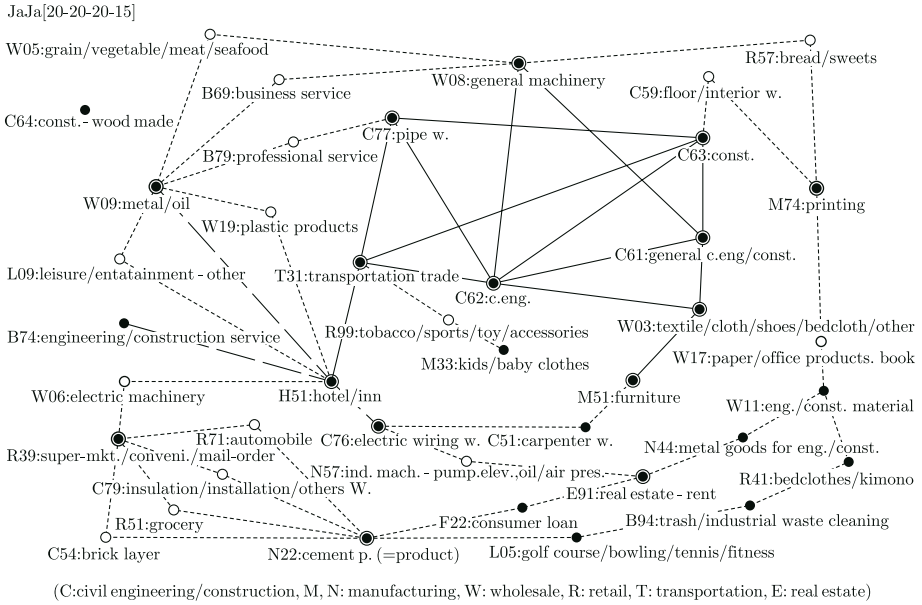 JaJa[20-20-20-15]
W05:grain/vegetable/meat/seafood
R57:bread/sweets
W08:general machinery
B69:business service
C59:floor/interior w.
C64:const.-wood made
C77:pipe w.
B79:professional service
C63:const.
W09:metal/oil
M74:printing
W19:plastic products
C61:general c.eng/const.
L09:leisure/entatainment-other
T31:transportation trade
C62:c.eng.
R99:tobacco/sports/toy/accessories
W03:textile/cloth/shoes/bedcloth/other
B74:engineering/construction service
W17:paper/office products. book
M33:kids/baby clothes
W06:electric machinery
H51:hotel/inn
M51:furniture
W11:eng./const. material
R71:automobile
C76:electric wiring w.
C51:carpenter w.
N44:metal goods for eng./const.
R39:super-mkt./conveni./mail-order
N57:ind. mach.-pump.elev.,oil/air pres.
R41:bedclothes/kimono
C79:insulation/installation/others W.
E91:real estate-rent
R51:grocery
F22:consumer loan
B94:trash/industrial waste cleaning
C54:brick layer
N22:cement p. (=product)
L05:golf course/bowling/tennis/fitness
(C:civil engineering/construction, M, N: manufacturing, W: wholesale, R: retail, T: transportation, E: real estate)